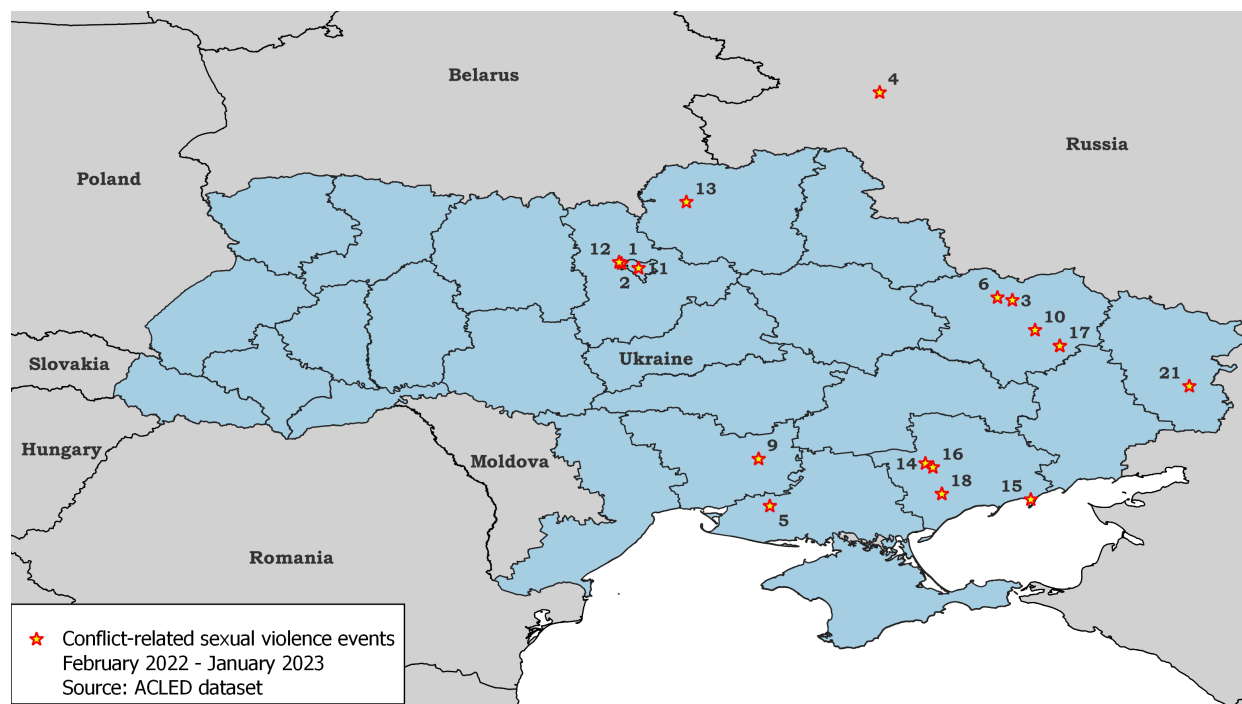 Belarus
4
Russia
Poland
13
12
1
2
11
6
3
10
17
Slovakia
Ukraine
21
Hungary
Moldova
9
14
16
18
15
5
Romania
Conflict-related sexual violence events
February 2022 - January 2023
Source: ACLED dataset